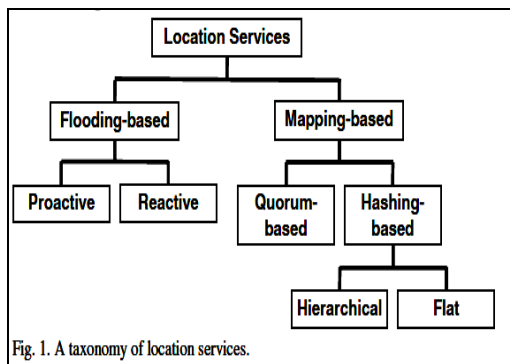 Location Services
Flooding-based
Mapping-based
Proactive
Reactive
Quorum-
based
Hashing-
based
Hierarchical
Flat
Fig. 1. A taxonomy of location services.